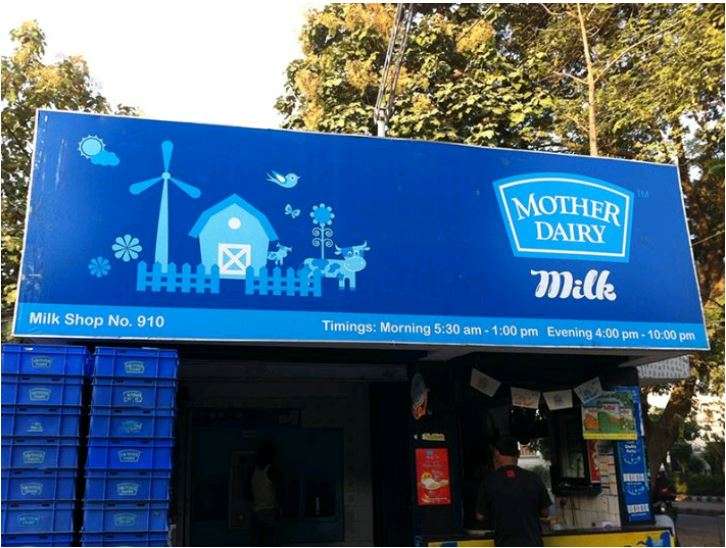 MOTHER
DAIRY
TM
Milk
Milk Shop No. 910
Timings: Morning 5:30 am - 1:00 pm Evening 4:00 pm - 10:00 pm